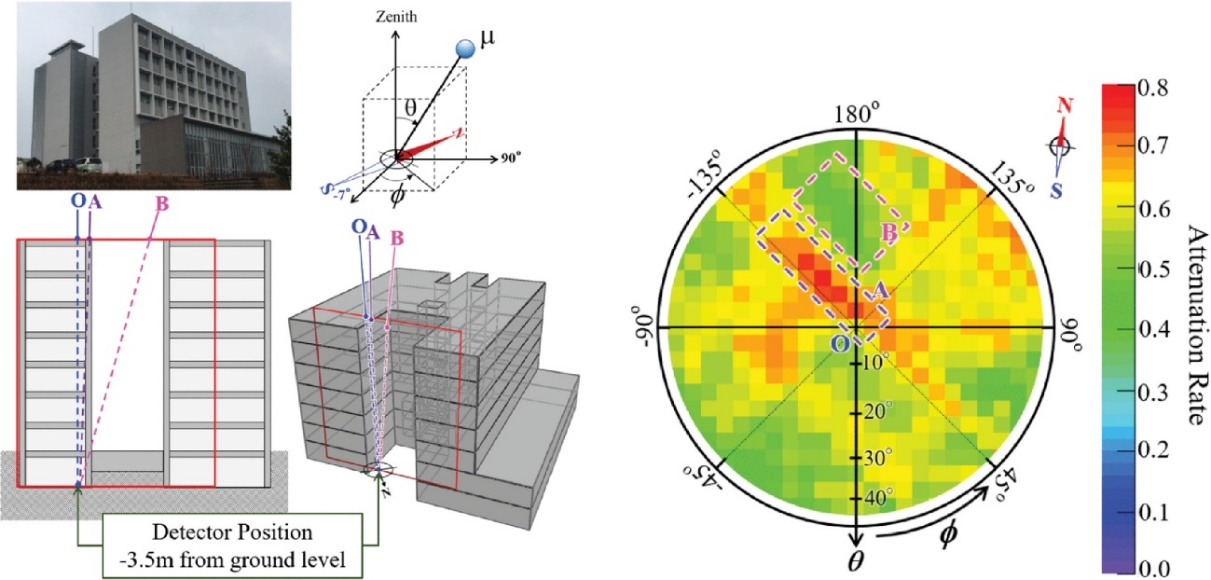 Zenith
μ
θ
N
90°
S
-7°
ϕ
O A
B
O
A
B
Detector Position
-3.5m from ground level
180°
-135°
135°
-90°
90°
-45°
45°
B
A
O
10°
20°
30°
40°
θ
ϕ
N
S
0.8
0.7
0.6
0.5
0.4
0.3
0.2
0.1
0.0
Attenuation Rate